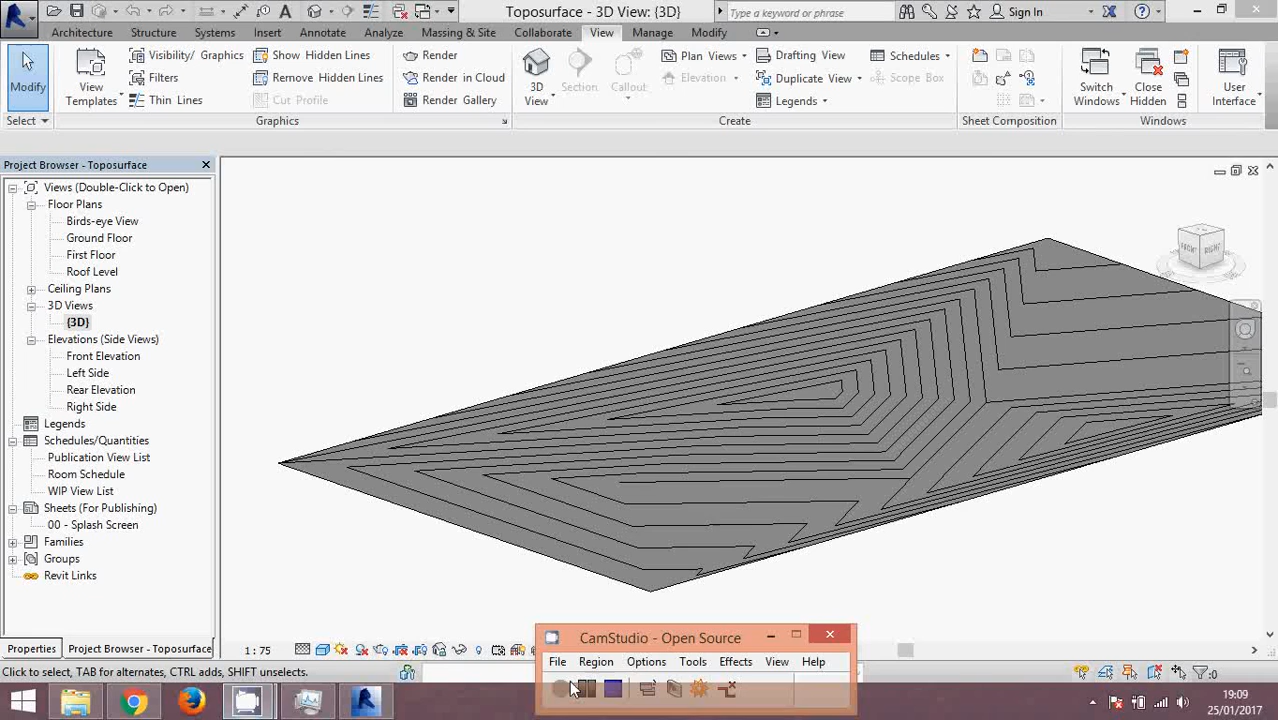 Toposurface - 3D View: {3D}
Type a keyword or phrase
Sign In
Architecture
Structure
Systems
Insert
Annotate
Analyze
Massing & Site
Collaborate
View
Manage
Modify
Modify
Select
View
Templates
Visibility/ Graphics
Filters
Thin Lines
Show Hidden Lines
Remove Hidden Lines
Cut Profile
Graphics
Render
Render in Cloud
Render Gallery
3D
View
Section
Callout
Plan Views
Elevation
Drafting View
Duplicate View
Legends
Schedules
Scope Box
Create
Sheet Composition
Switch
Windows
Close
Hidden
User
Interface
Windows
Project Browser - Toposurface
Views (Double-Click to Open)
Floor Plans
Birds-eye View
Ground Floor
First Floor
Roof Level
Ceiling Plans
3D Views
{3D}
Elevations (Side Views)
Front Elevation
Left Side
Rear Elevation
Right Side
Legends
Schedules/Quantities
Publication View List
Room Schedule
WIP View List
Sheets (For Publishing)
00 - Splash Screen
Families
Groups
Revit Links
Properties
Project Browser - Toposurface
FRONT
RIGHT
1 : 75
Click to select, TAB for alternates, CTRL adds, SHIFT unselects.
:0
CamStudio - Open Source
File
Region
Options
Tools
Effects
View
Help
19:09
25/01/2017